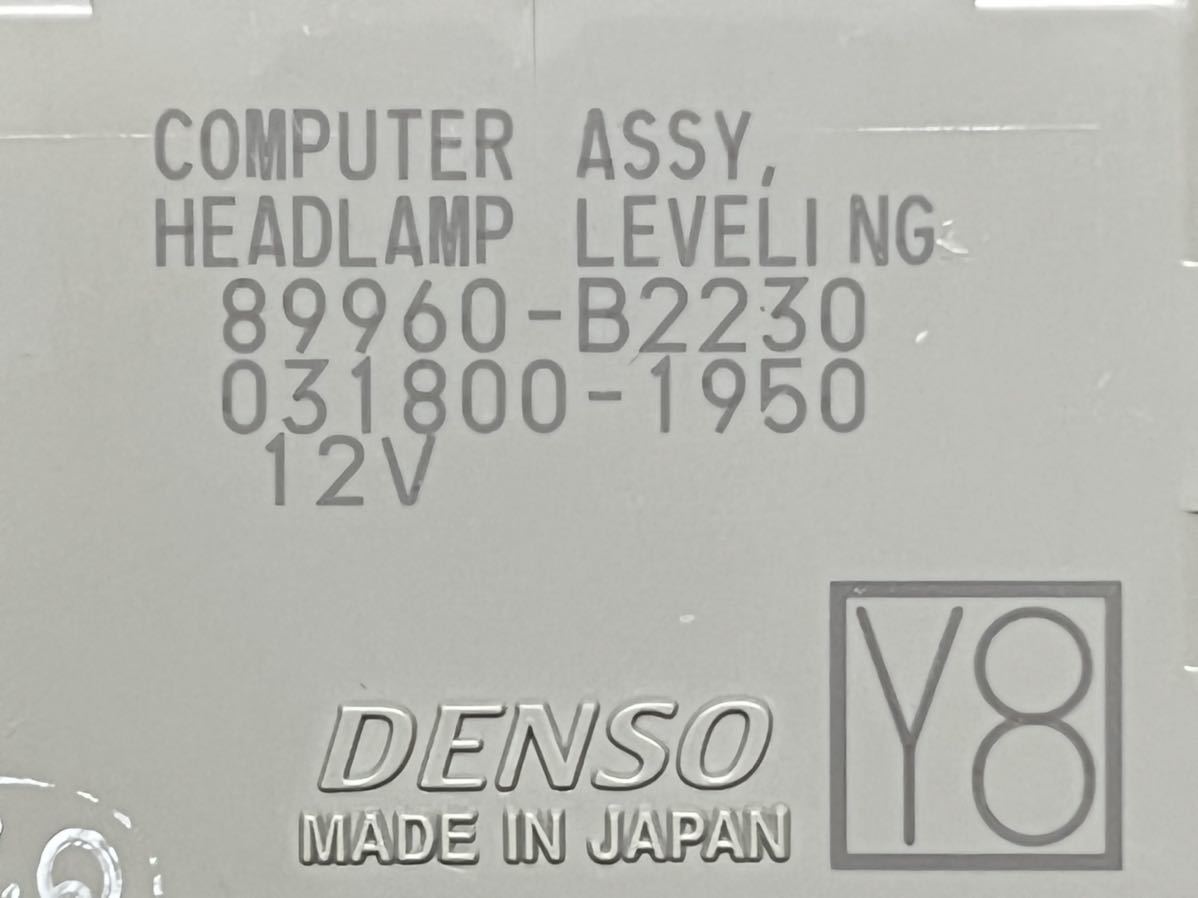 COMPUTER ASSY,
HEADLAMP LEVELING
89960-B2230
031800-1950
12V
Y8
DENSO
MADE IN JAPAN